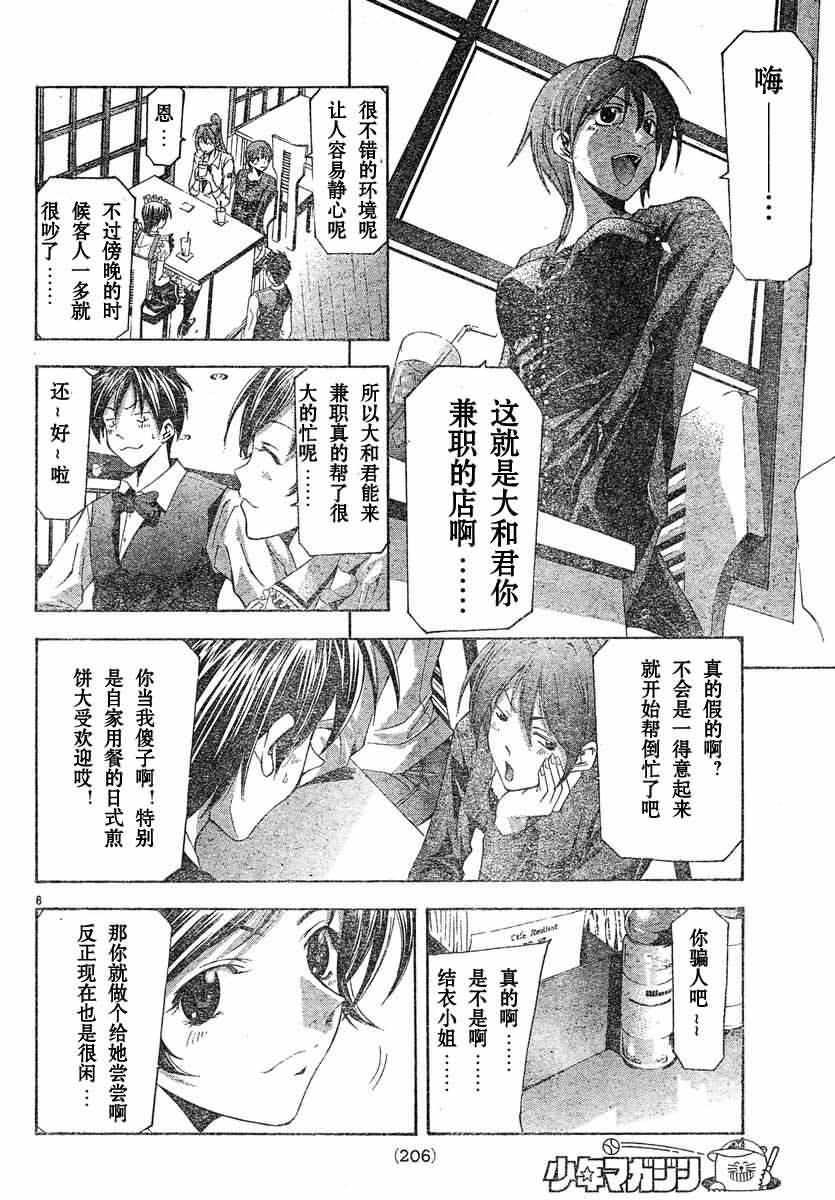 嗨
——
…
这就是大和君你
兼职的店啊……
很不错的环境呢
让人容易静心呢
恩…
不过傍晚的时
候客人一多就
很吵了……
所以大和君能来
兼职真的帮了很
大的忙呢……
还~好~啦
真的假的啊?
不会是一得意起来
就开始帮倒忙了吧
你当我傻子啊！特别
是自家用餐的日式煎
饼大受欢迎哎！
你骗人吧~~
真的啊……
是不是啊…
结衣小姐
那你就做个给她尝尝啊
反正现在也是很闲…
6
(206)
少年マガジン